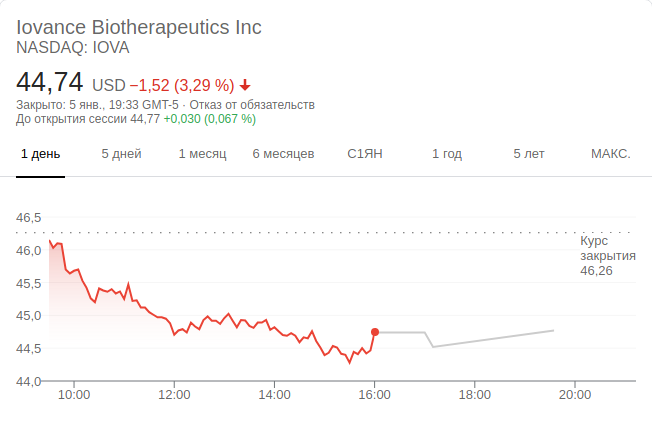 Iovance Biotherapeutics Inc
NASDAQ: IOVA
44,74 USD −1,52 (3,29 %)
Закрыто: 5 янв., 19:33 GMT-5 · Отказ от обязательств
До открытия сессии 44,77 +0,030 (0,067 %)
1 день 5 дней 1 месяц 6 месяцев С1ЯН 1 год 5 лет МАКС.
46,5
46,0
45,5
45,0
44,5
44,0
Курс
закрытия
46,26
10:00 12:00 14:00 16:00 18:00 20:00